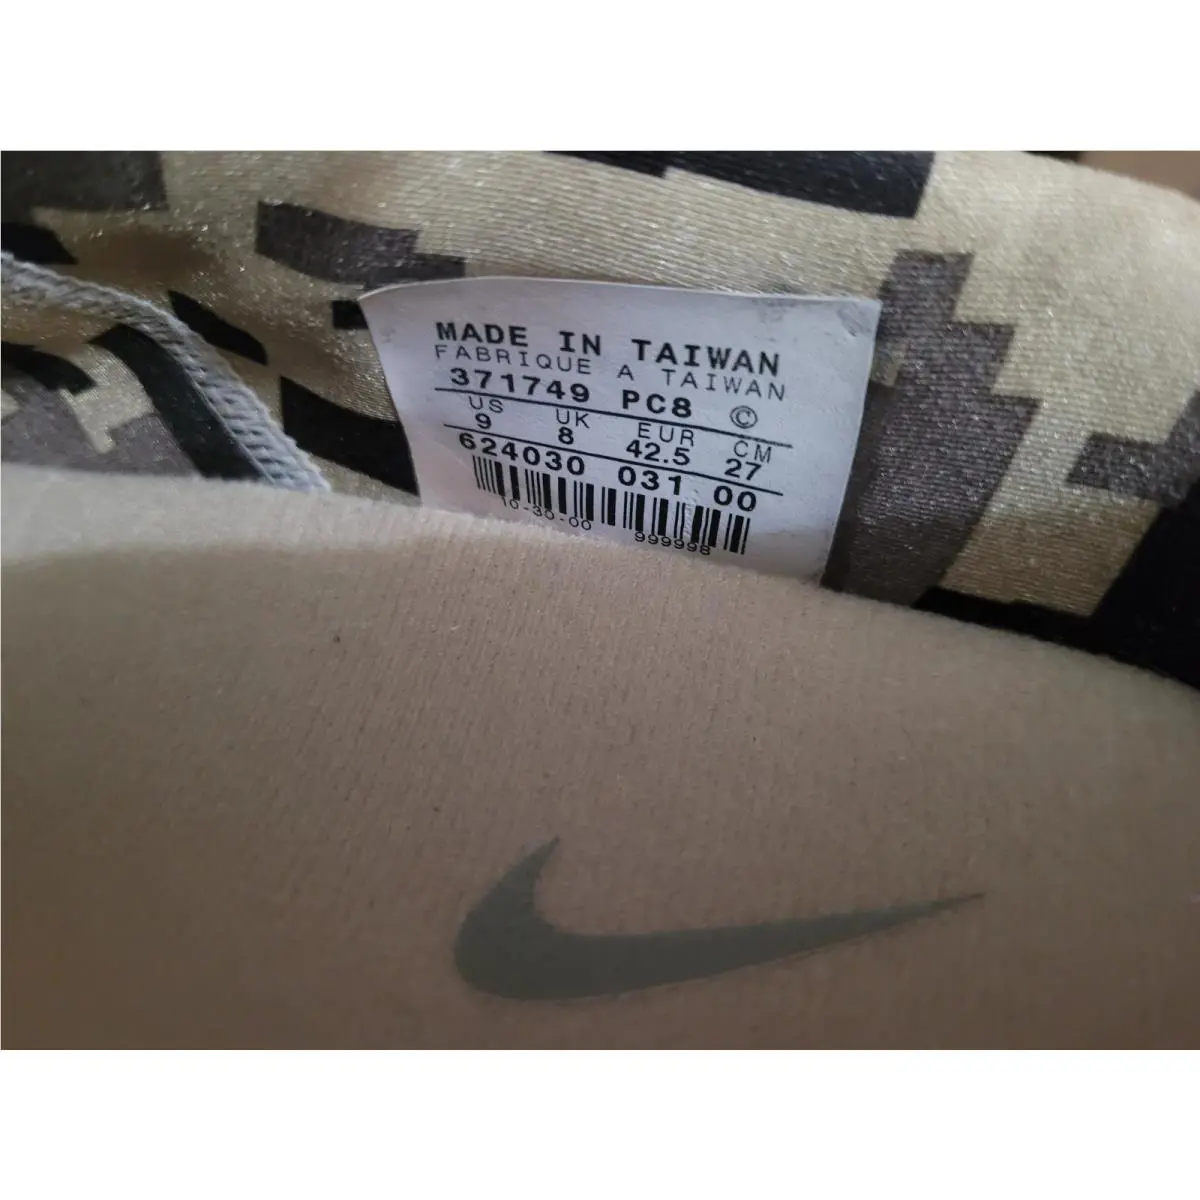 MADE IN TAIWAN
FABRIQUE A TAIWAN
371749 PC8 ©
US UK EUR CM
9 8 42.5 27
624030 031 00
10-30-00
999998